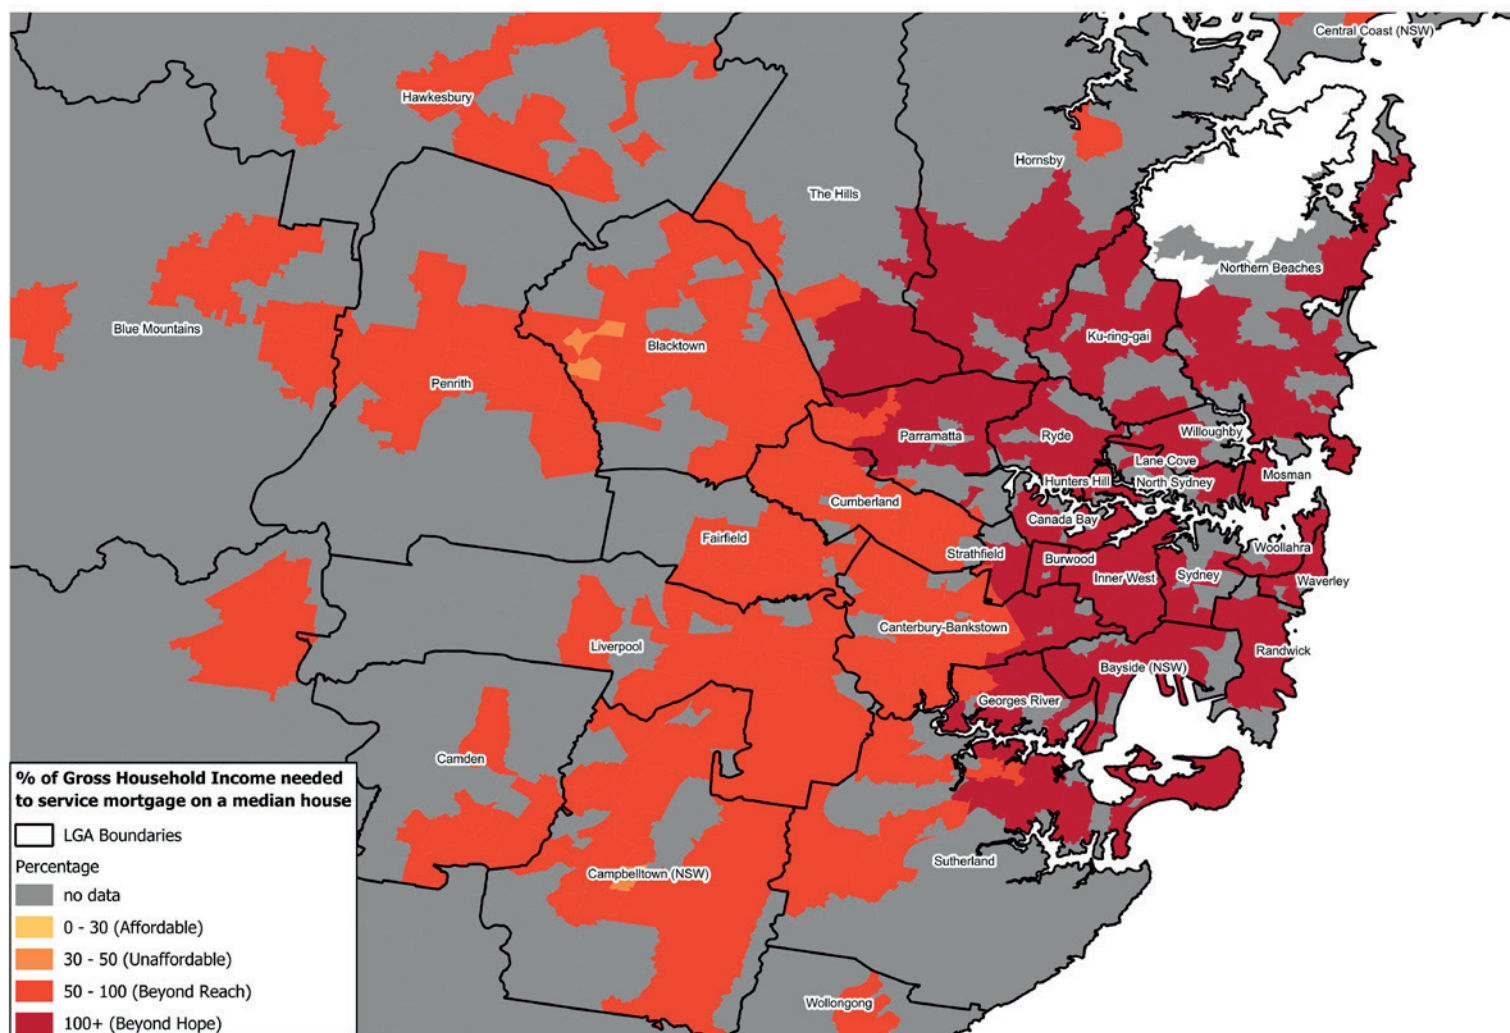 Central Coast (NSW)
Hawkesbury
Hornsby
The Hills
Northern Beaches
Blue Mountains
Ku-ring-gai
Blacktown
Penrith
Willoughby
Parramatta
Ryde
Lane Cove
Mosman
Hunters Hill
North Sydney
Cumberland
Canada Bay
Fairfield
Woollahra
Strathfield
Burwood
Inner West
Sydney
Waverley
Canterbury-Bankstown
Liverpool
Randwick
Bayside (NSW)
Georges River
Camden
Sutherland
Campbelltown (NSW)
Wollongong
% of Gross Household Income needed
to service mortgage on a median house
LGA Boundaries
Percentage
no data
0 - 30 (Affordable)
30 - 50 (Unaffordable)
50 - 100 (Beyond Reach)
100+ (Beyond Hope)